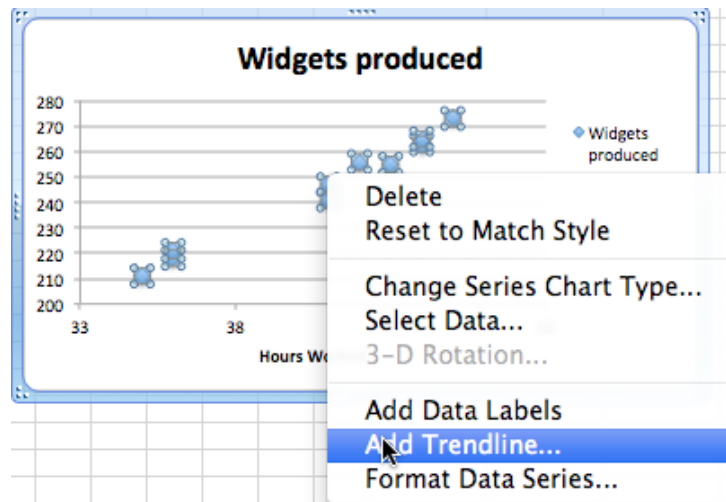 Widgets produced
280
270
260
250
240
230
220
210
200
33
38
Hours
Widgets
produced
Delete
Reset to Match Style
Change Series Chart Type...
Select Data...
3-D Rotation...
Add Data Labels
Add Trendline...
Format Data Series...